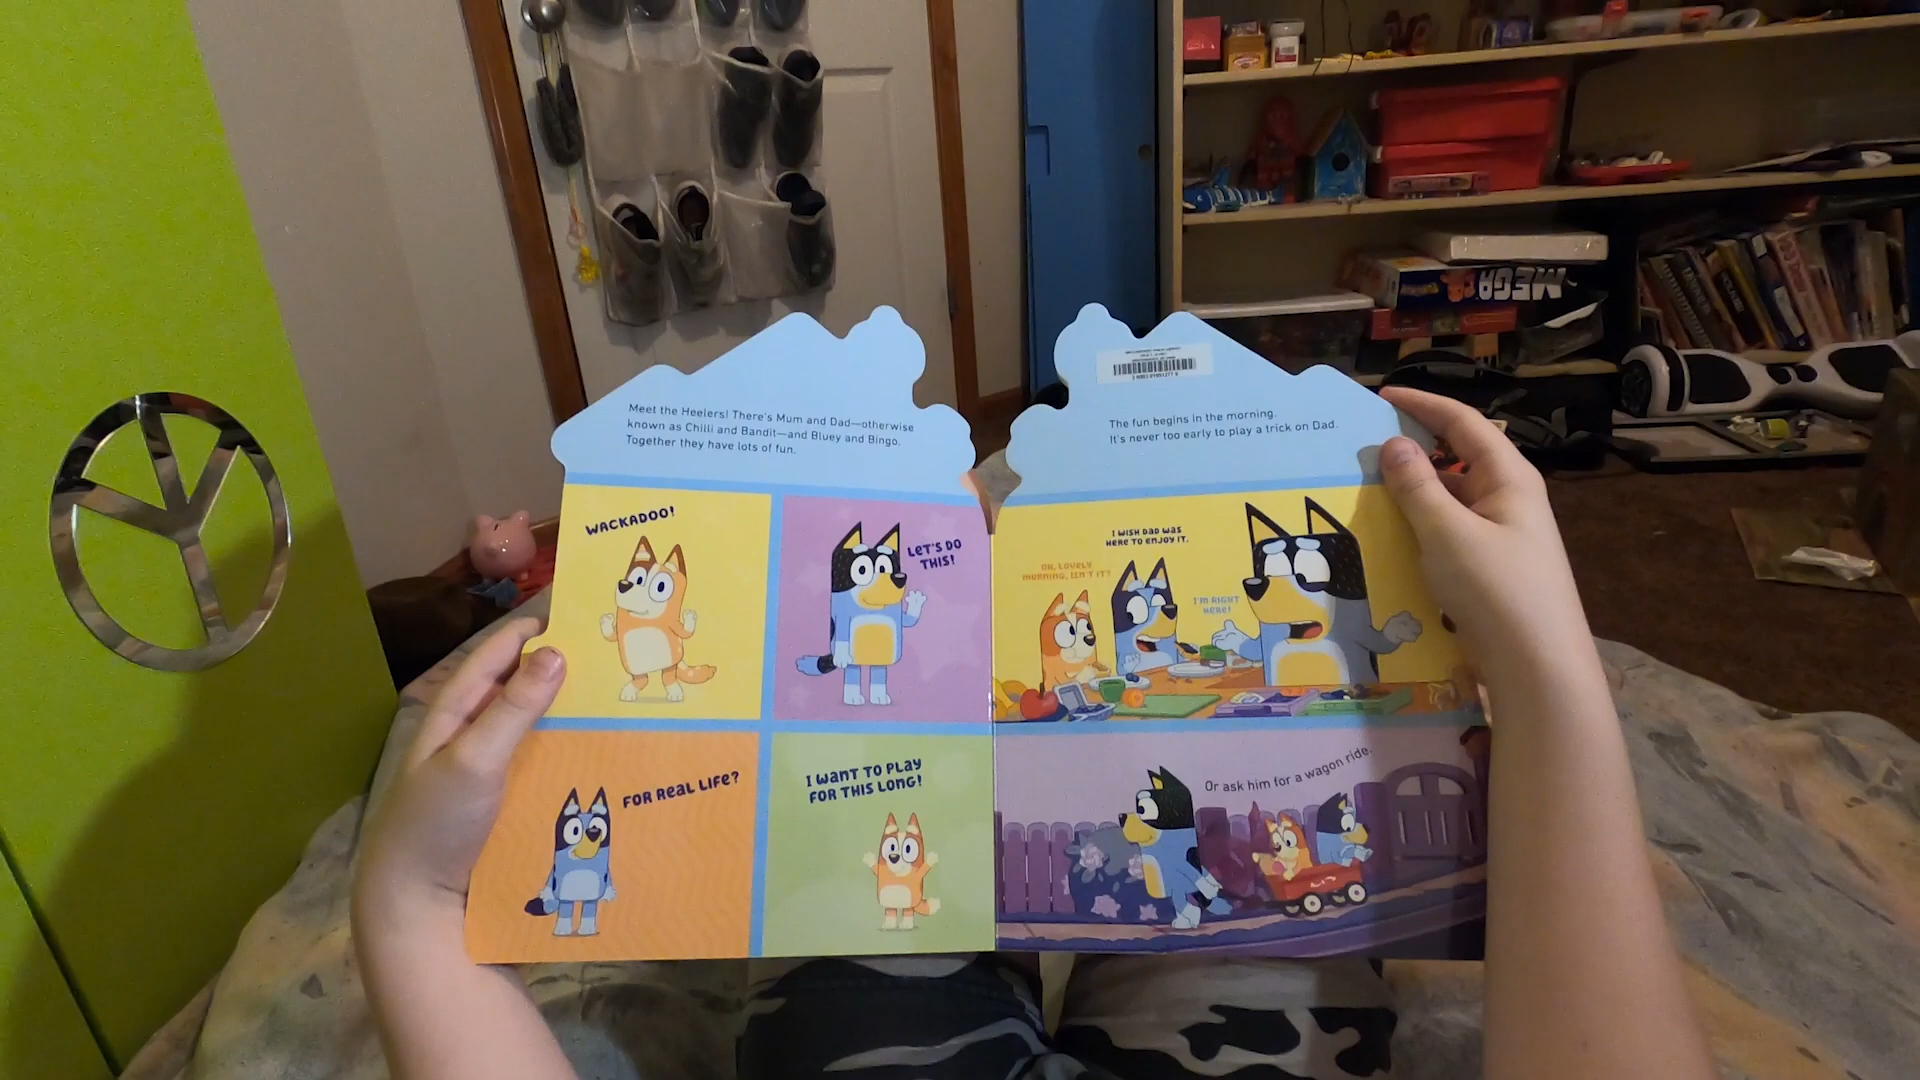 Meet the Heelers! There's Mum and Dad—otherwise
known as Chilli and Bandit—and Bluey and Bingo.
Together they have lots of fun.
WACKADOO!
LET'S DO
THIS!
FOR REAL LIFE?
I WANT TO PLAY
FOR THIS LONG!
The fun begins in the morning.
It's never too early to play a trick on Dad.
I WISH DAD WAS
HERE TO ENJOY IT.
OH, LOVELY
MORNING, ISN'T IT?
I'M RIGHT
HERE!
Or ask him for a wagon ride.
MEGA